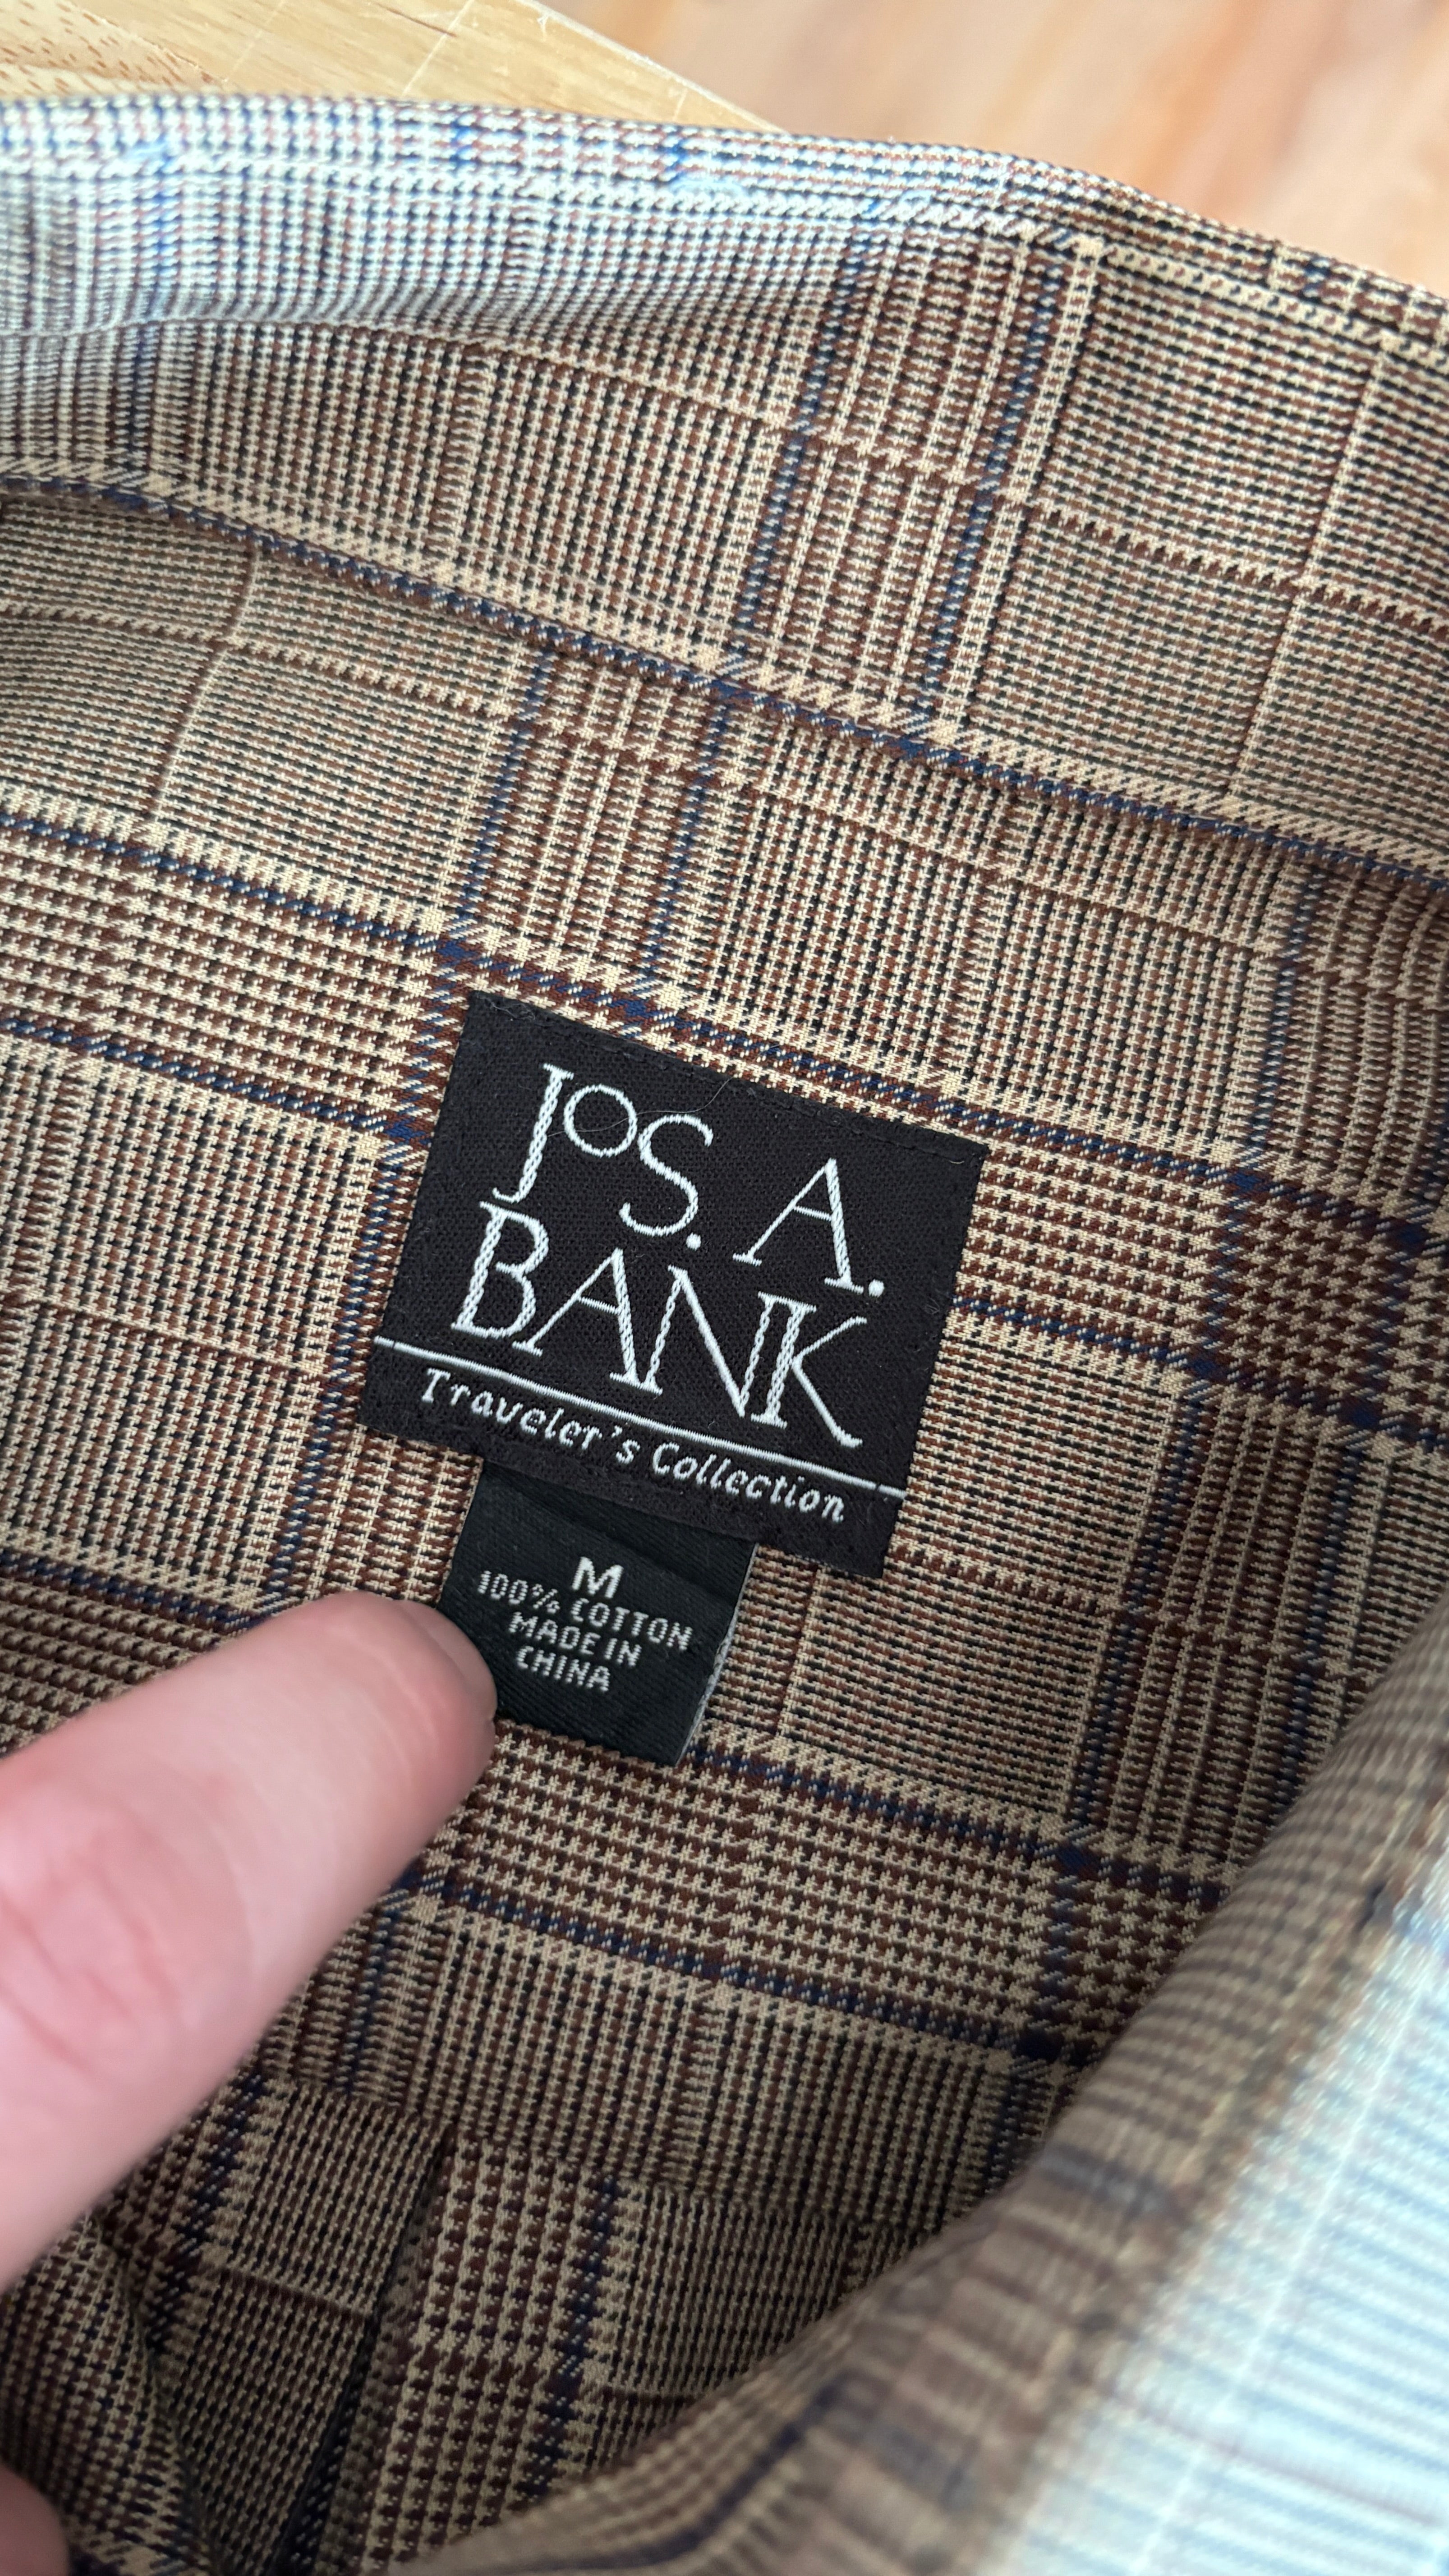 JOS. A.
BANK
Traveler's Collection
M
100% COTTON
MADE IN
CHINA